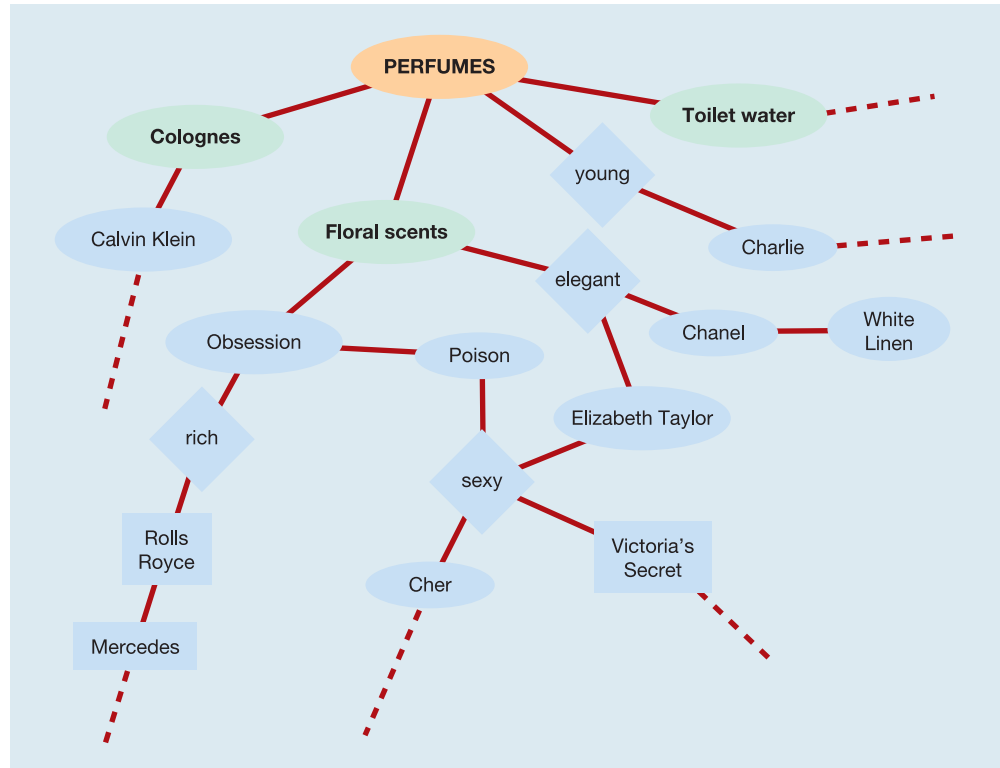 PERFUMES
Toilet water
Colognes
young
Floral scents
Calvin Klein
Charlie
elegant
White
Linen
Chanel
Obsession
Poison
Elizabeth Taylor
rich
sexy
Rolls
Royce
Victoria's
Secret
Cher
Mercedes